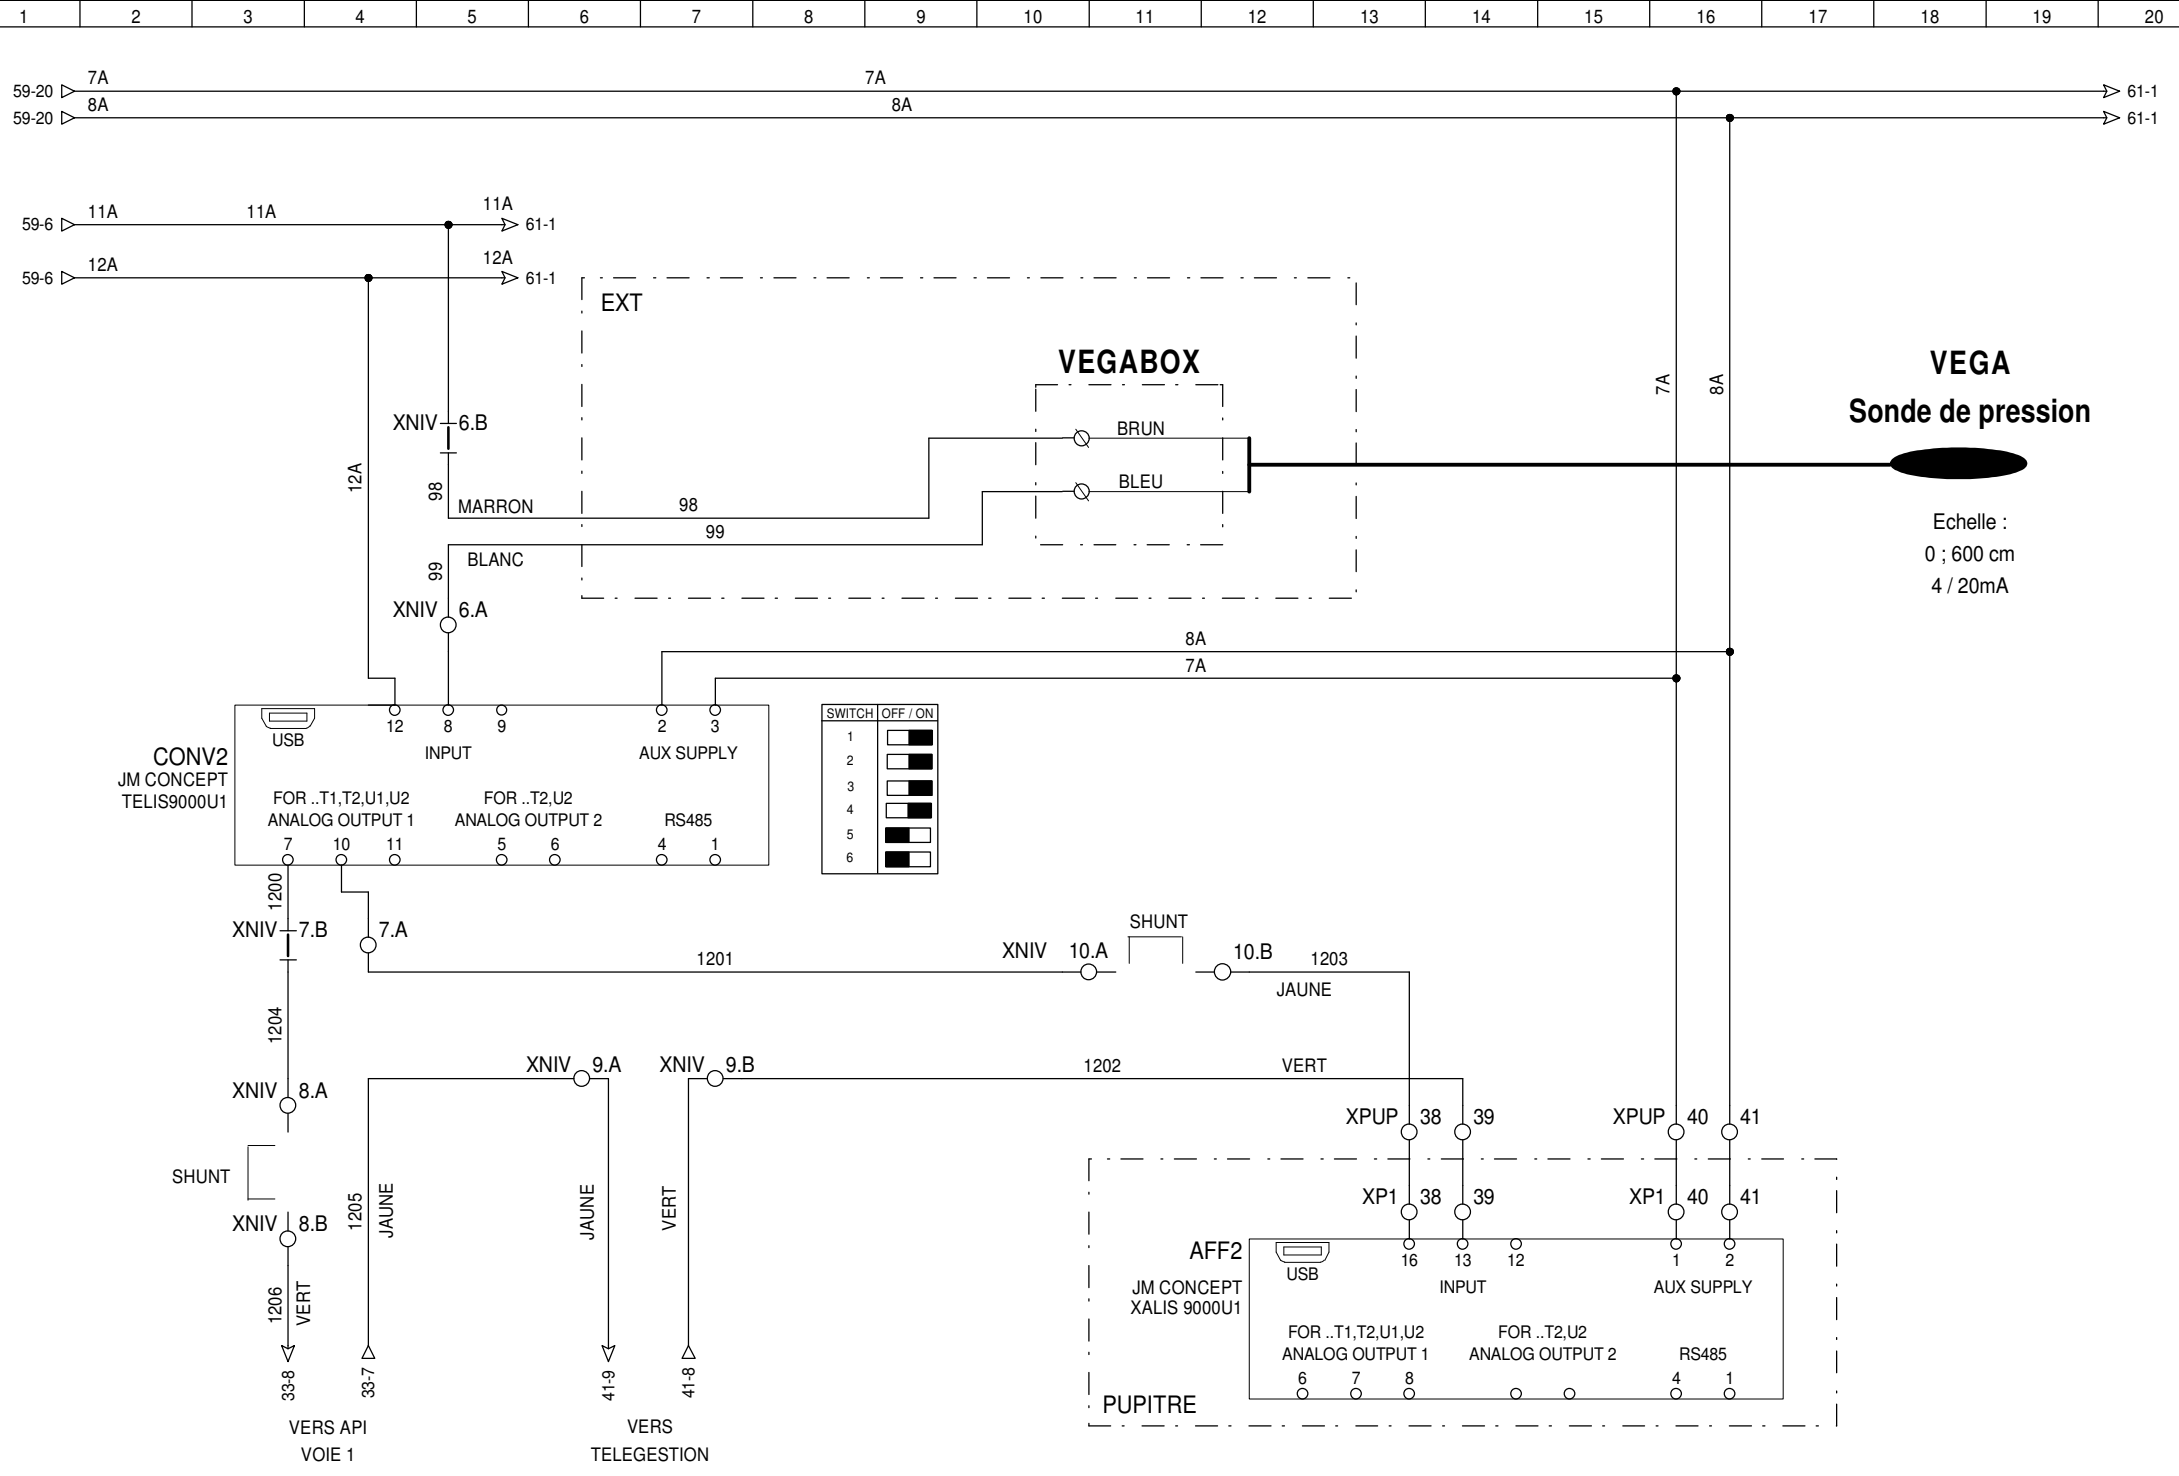 1 2 3 4 5 6 7 8 9 10 11 12 13 14 15 16 17 18 19 20
7A 7A
59-20 61-1
8A 8A
59-20 61-1
11A 11A 11A
59-6 61-1
12A 12A
59-6 61-1
EXT
VEGABOX
VEGA
7A 8A
Sonde de pression
XNIV 6.B
BRUN
12A
98
BLEU
MARRON 98
99
BLANC
99
Echelle :
0 ; 600 cm
4 / 20mA
XNIV 6.A
8A
7A
12 8 9 2 3
USB
INPUT AUX SUPPLY
CONV2
JM CONCEPT
TELIS9000U1
FOR ..T1,T2,U1,U2 FOR ..T2,U2
ANALOG OUTPUT 1 ANALOG OUTPUT 2 RS485
7 10 11 5 6 4 1
SWITCH OFF / ON
1
2
3
4
5
6
1200
XNIV 7.B 7.A
SHUNT
1201
XNIV 10.A 10.B 1203
JAUNE
1204
XNIV 9.A XNIV 9.B 1202 VERT
XNIV 8.A
SHUNT
XNIV 8.B
1205 JAUNE
JAUNE
VERT
1206 VERT
33-8 33-7 41-9 41-8
VERS API
VOIE 1
VERS
TELEGESTION
XPUP 38 39 XPUP 40 41
XP1 38 39 XP1 40 41
AFF2
JM CONCEPT
XALIS 9000U1
USB
16 13 12 1 2
INPUT AUX SUPPLY
FOR ..T1,T2,U1,U2 FOR ..T2,U2
ANALOG OUTPUT 1 ANALOG OUTPUT 2 RS485
6 7 8 4 1
PUPITRE